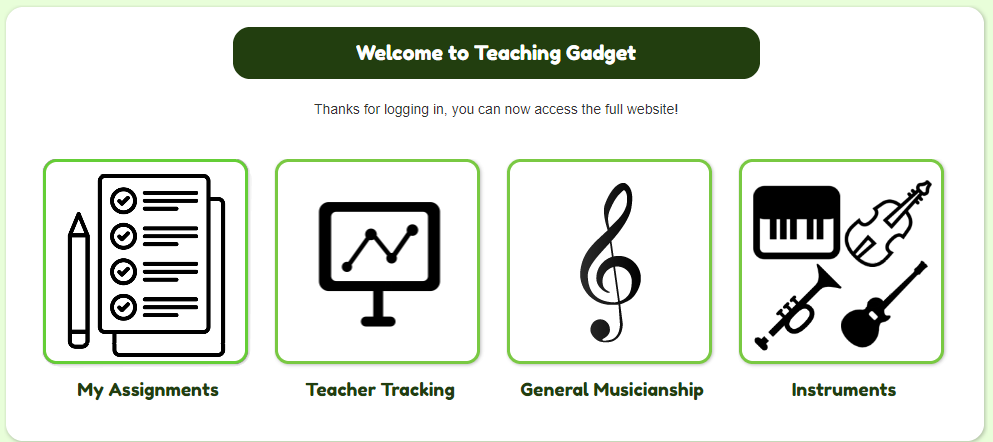 Welcome to Teaching Gadget
Thanks for logging in, you can now access the full website!
My Assignments
Teacher Tracking
General Musicianship
Instruments